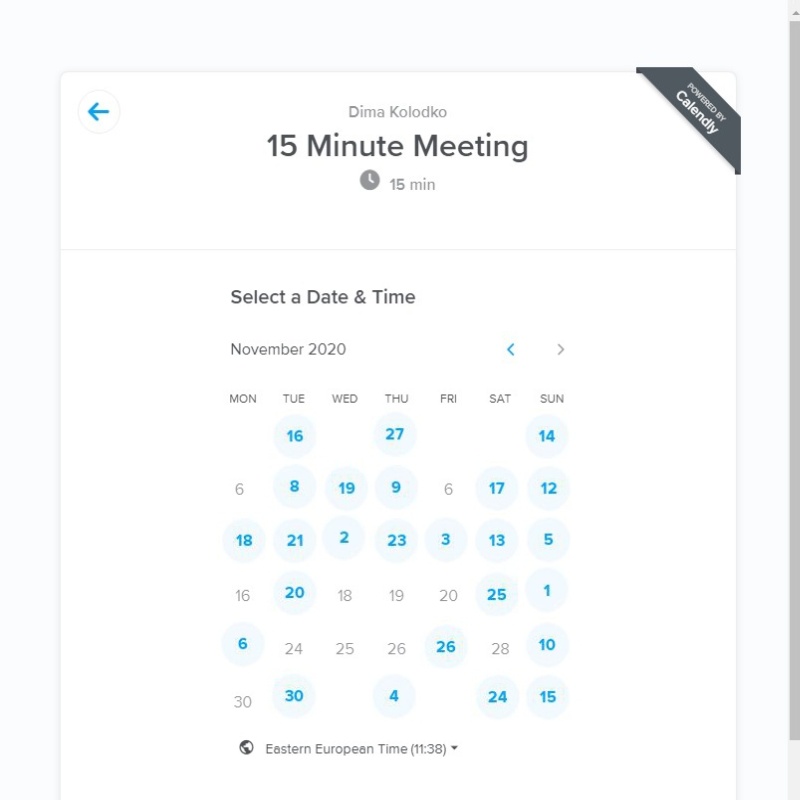 POWERED BY
Calendly
Dima Kolodko
15 Minute Meeting
15 min
Select a Date & Time
November 2020
MON TUE WED THU FRI SAT SUN
16 27 14
6 8 19 9 6 17 12
18 21 2 23 3 13 5
16 20 18 19 20 25 1
6 24 25 26 26 28 10
30 30 4 24 15
Eastern European Time (11:38)